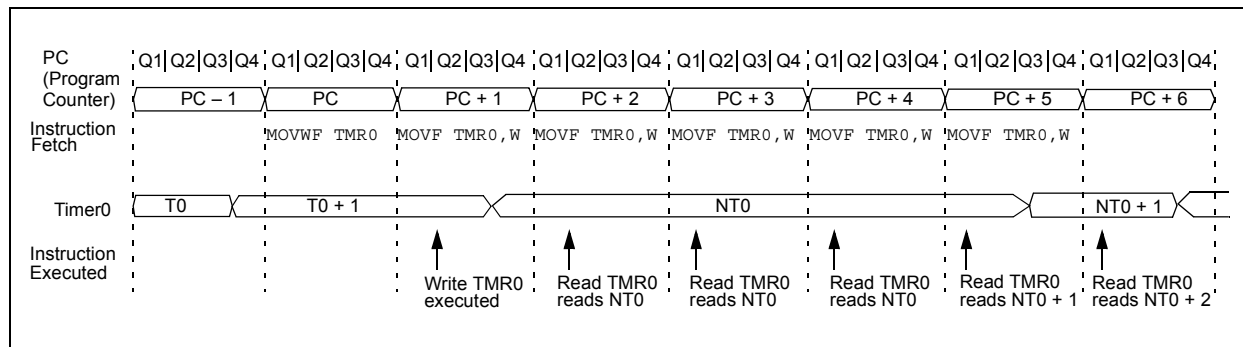 PC (Program Counter)
Q1 Q2 Q3 Q4 Q1 Q2 Q3 Q4 Q1 Q2 Q3 Q4 Q1 Q2 Q3 Q4 Q1 Q2 Q3 Q4 Q1 Q2 Q3 Q4 Q1 Q2 Q3 Q4 Q1 Q2 Q3 Q4
PC – 1 PC PC + 1 PC + 2 PC + 3 PC + 4 PC + 5 PC + 6
Instruction Fetch
MOVWF TMR0 MOVF TMR0,W MOVF TMR0,W MOVF TMR0,W MOVF TMR0,W MOVF TMR0,W
Timer0 T0 T0 + 1 NT0 NT0 + 1
Instruction Executed
Write TMR0 executed
Read TMR0 reads NT0
Read TMR0 reads NT0
Read TMR0 reads NT0
Read TMR0 reads NT0 + 1
Read TMR0 reads NT0 + 2